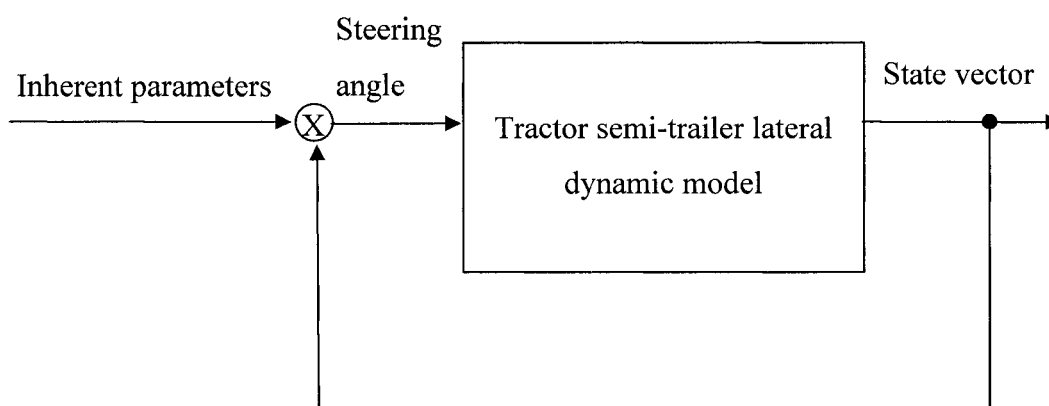 Steering
angle
Inherent parameters
X
State vector
Tractor semi-trailer lateral
dynamic model